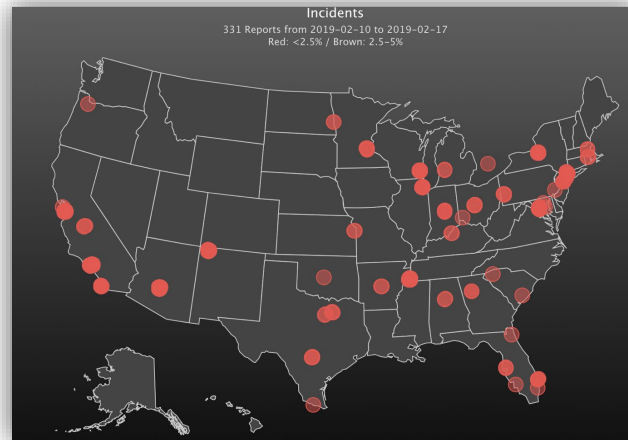 Incidents
331 Reports from 2019-02-10 to 2019-02-17
Red: <2.5% / Brown: 2.5-5%